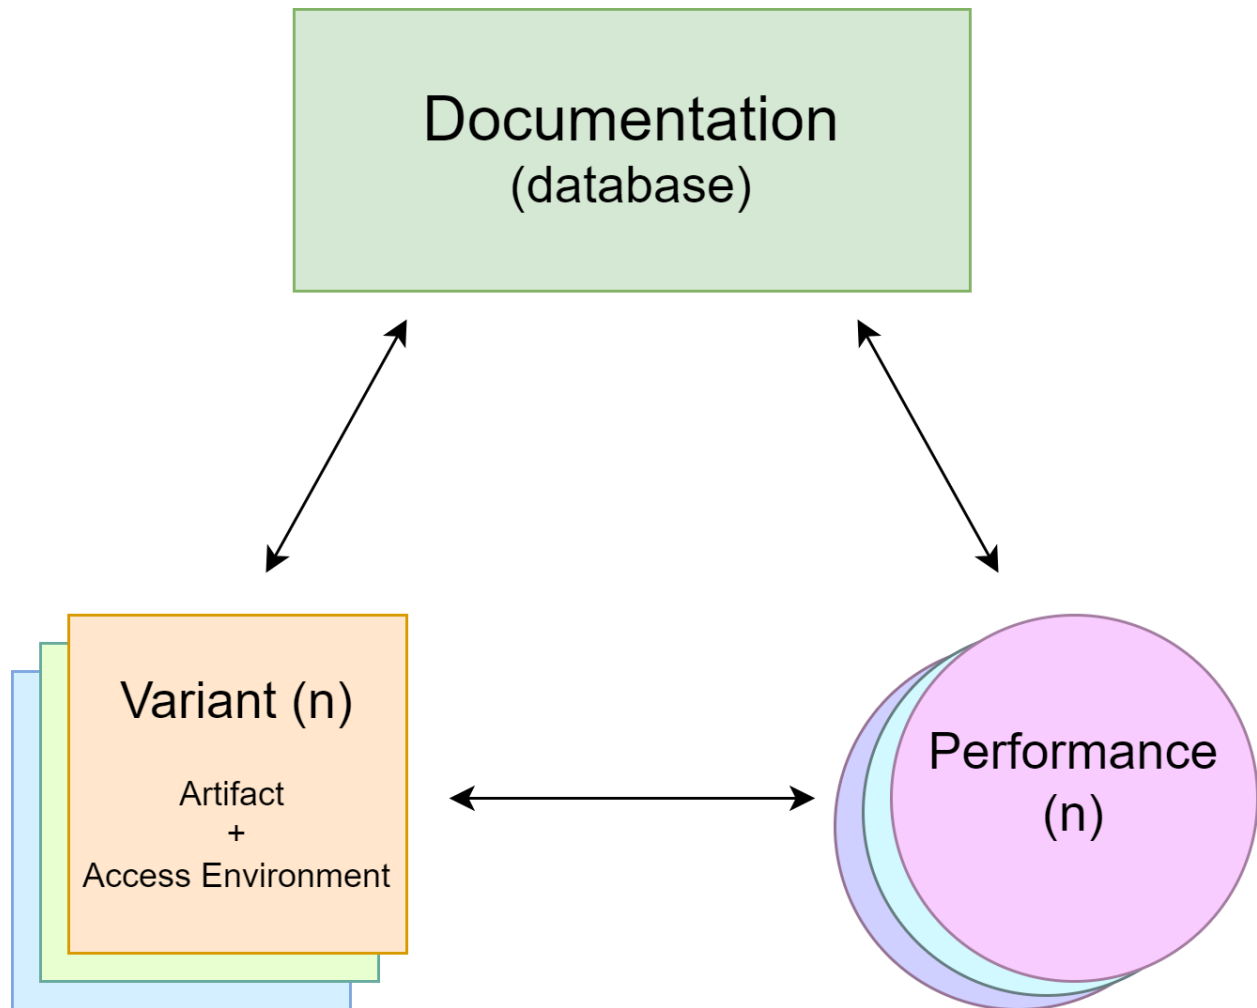 Documentation
(database)
Variant (n)
Artifact
+
Access Environment
Performance
(n)